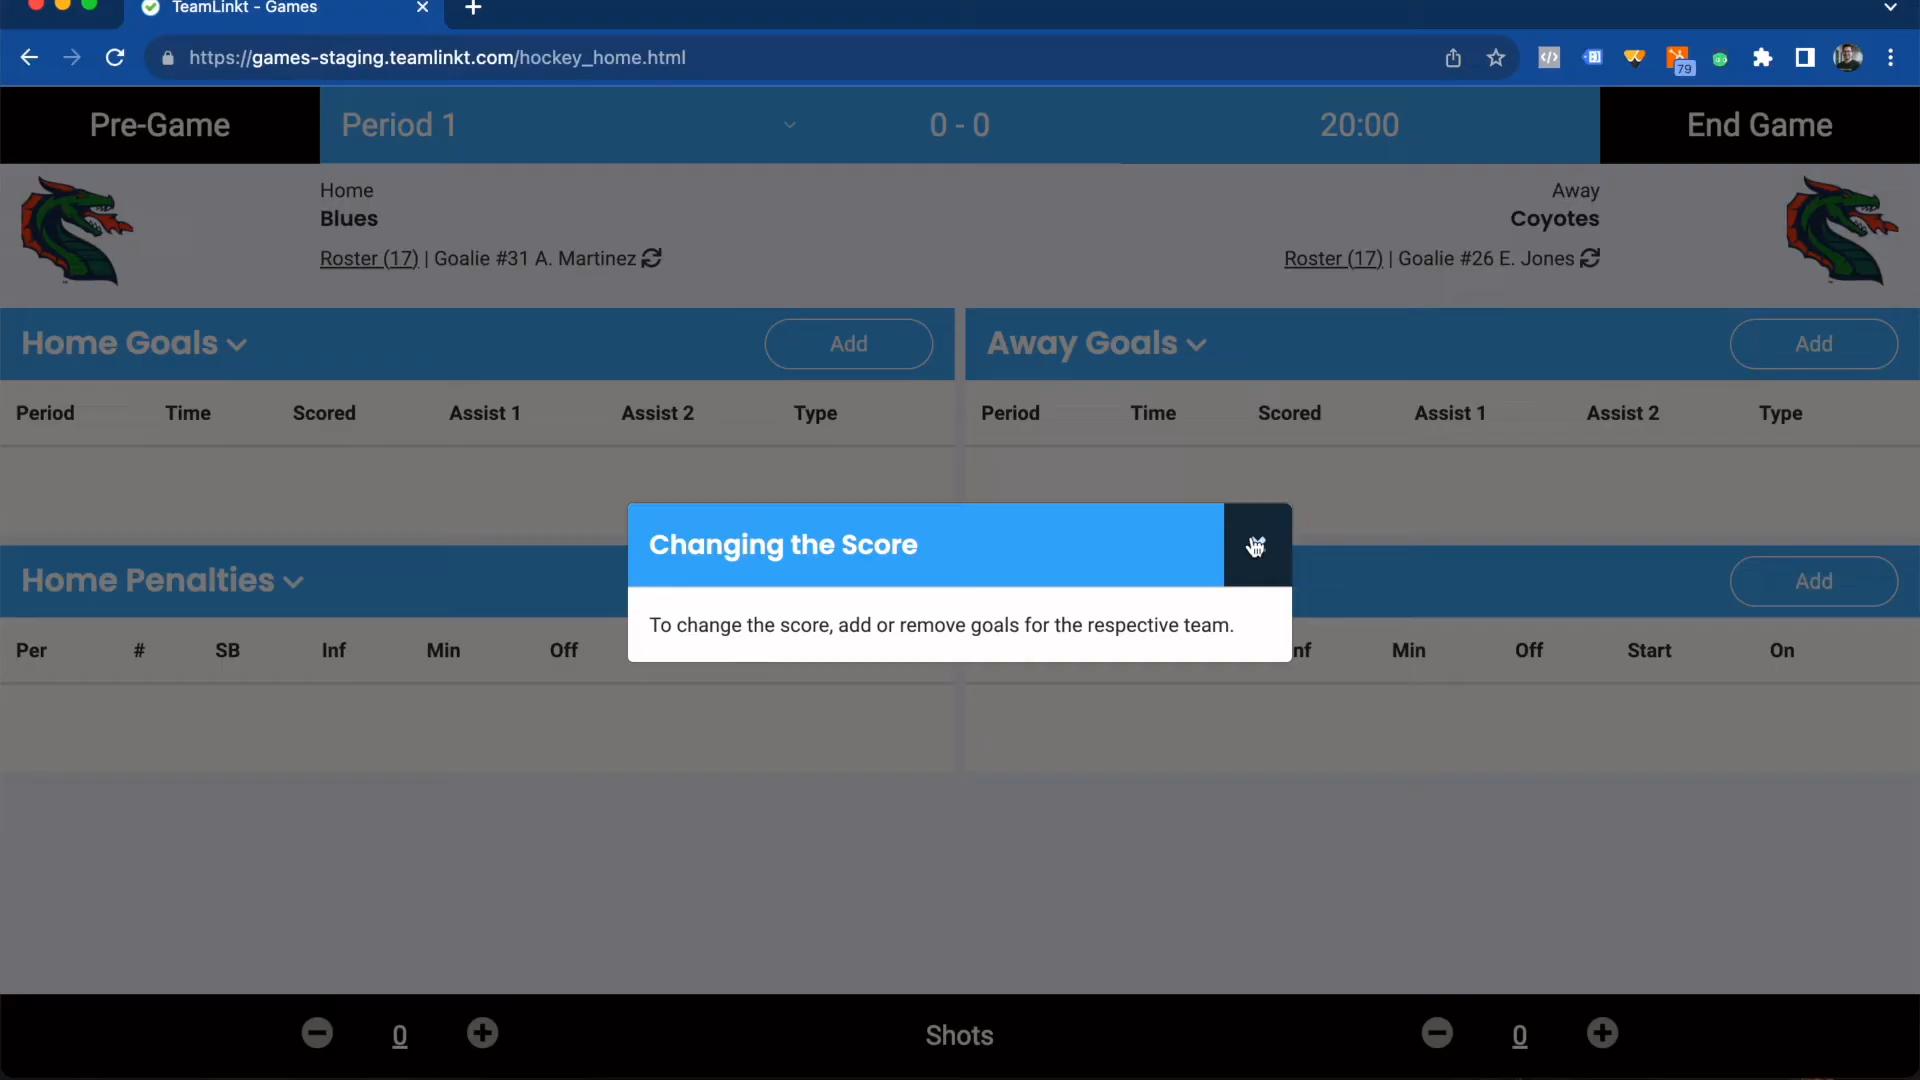 TeamLinkt - Games
https://games-staging.teamlinkt.com/hockey_home.html
79
Pre-Game
Period 1
0 - 0
20:00
End Game
Home
Blues
Roster (17) | Goalie #31 A. Martinez
Away
Coyotes
Roster (17) | Goalie #26 E. Jones
Home Goals
Add
Away Goals
Add
Period Time Scored Assist 1 Assist 2 Type
Period Time Scored Assist 1 Assist 2 Type
Changing the Score
To change the score, add or remove goals for the respective team.
Home Penalties
Add
Per # SB Inf Min Off
nf Min Off Start On
0
Shots
0